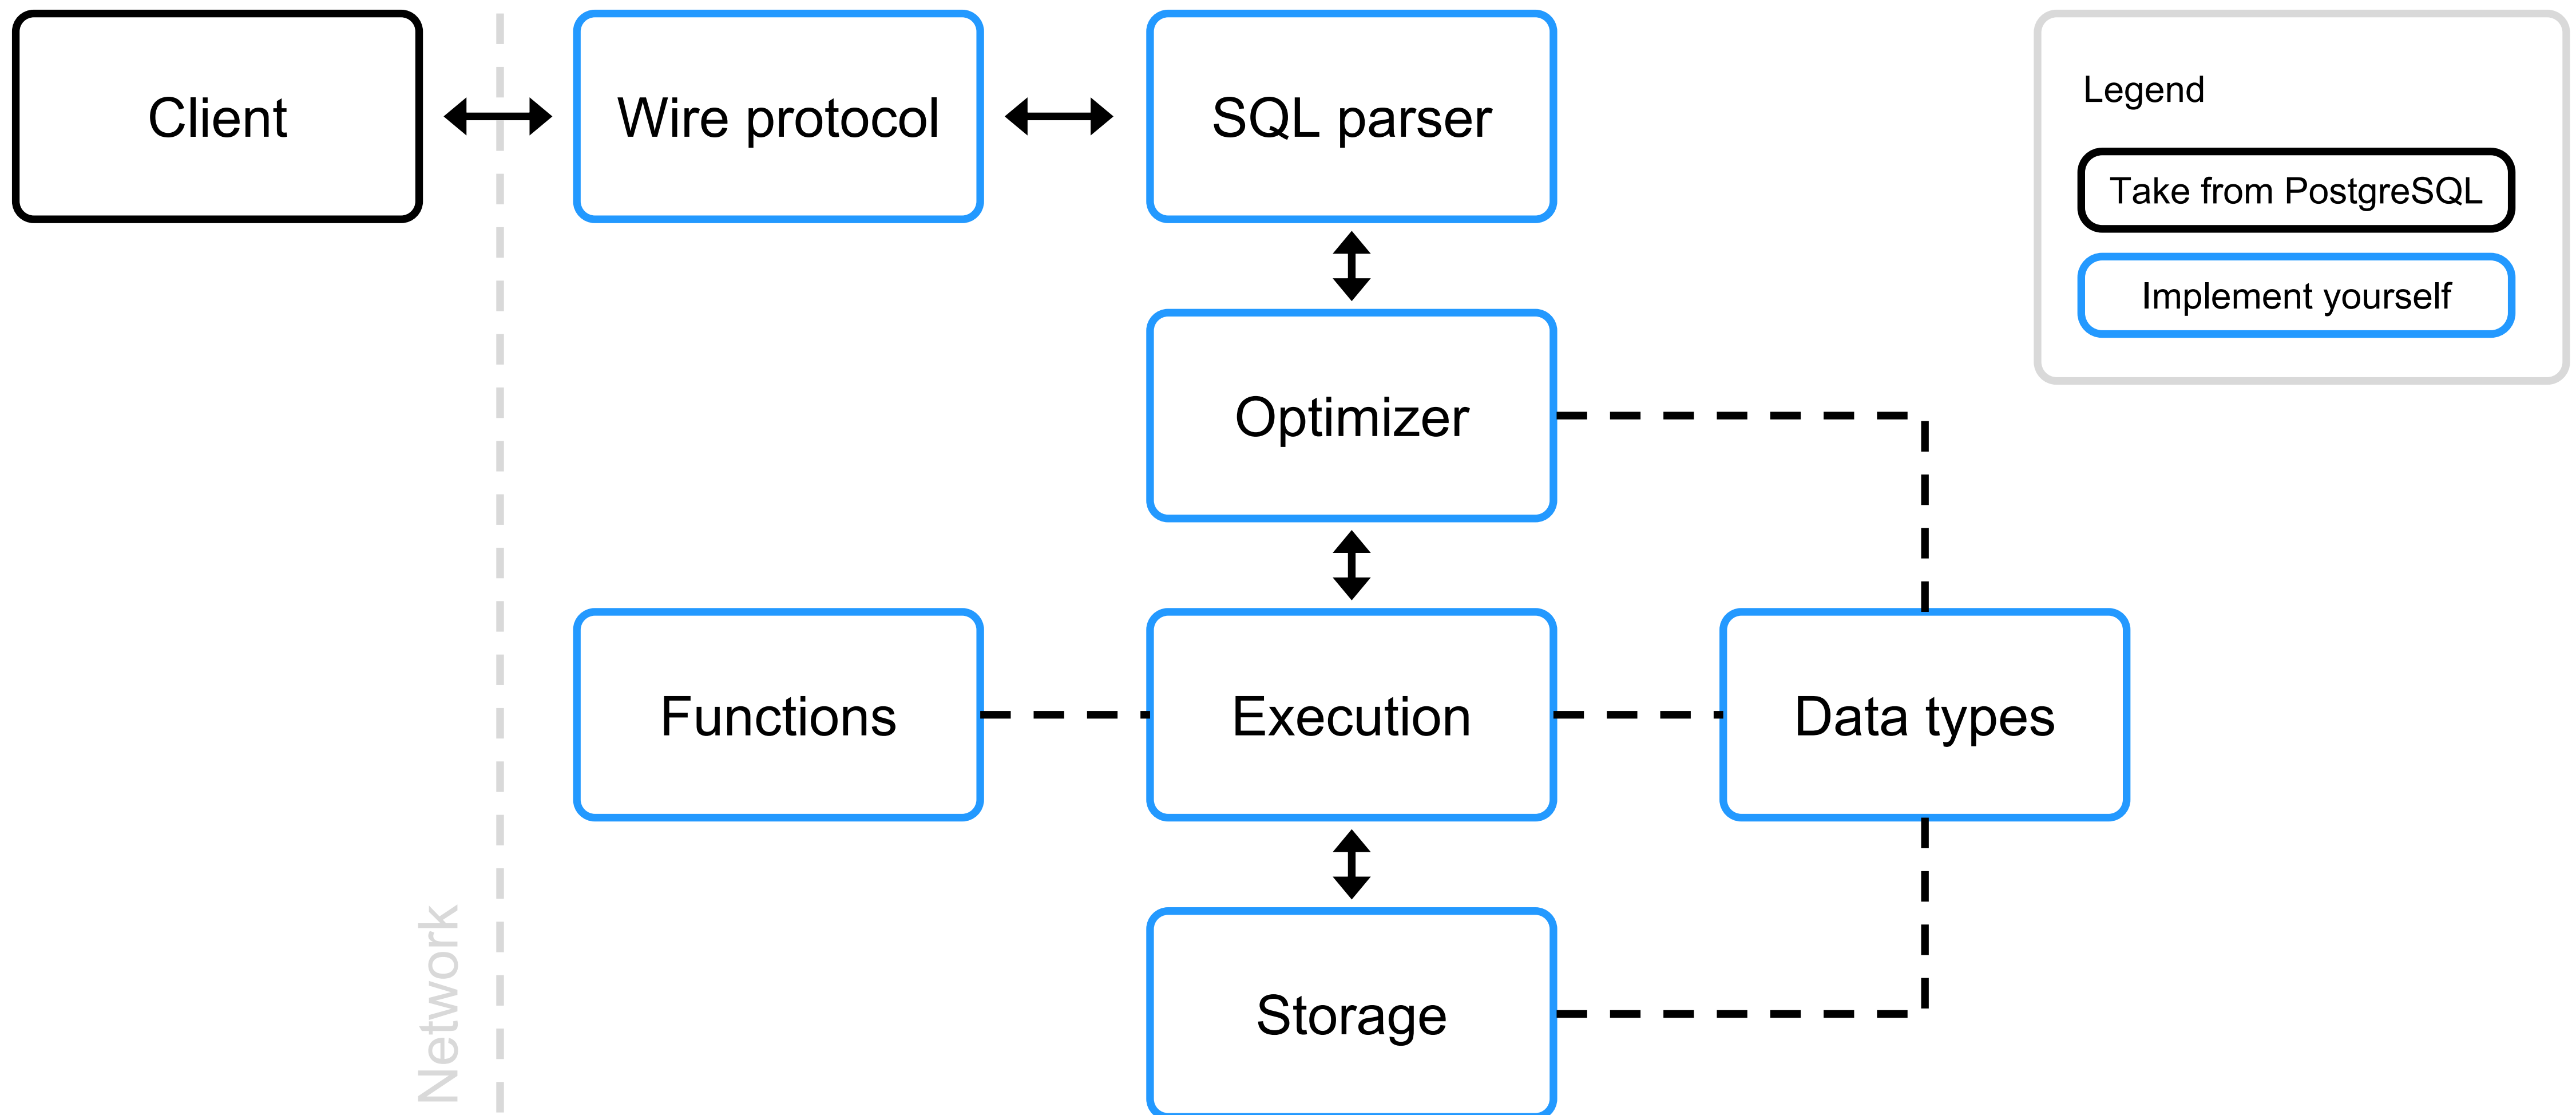 Client
Wire protocol
SQL parser
Legend
Take from PostgreSQL
Implement yourself
Optimizer
Functions
Execution
Data types
Storage
Network